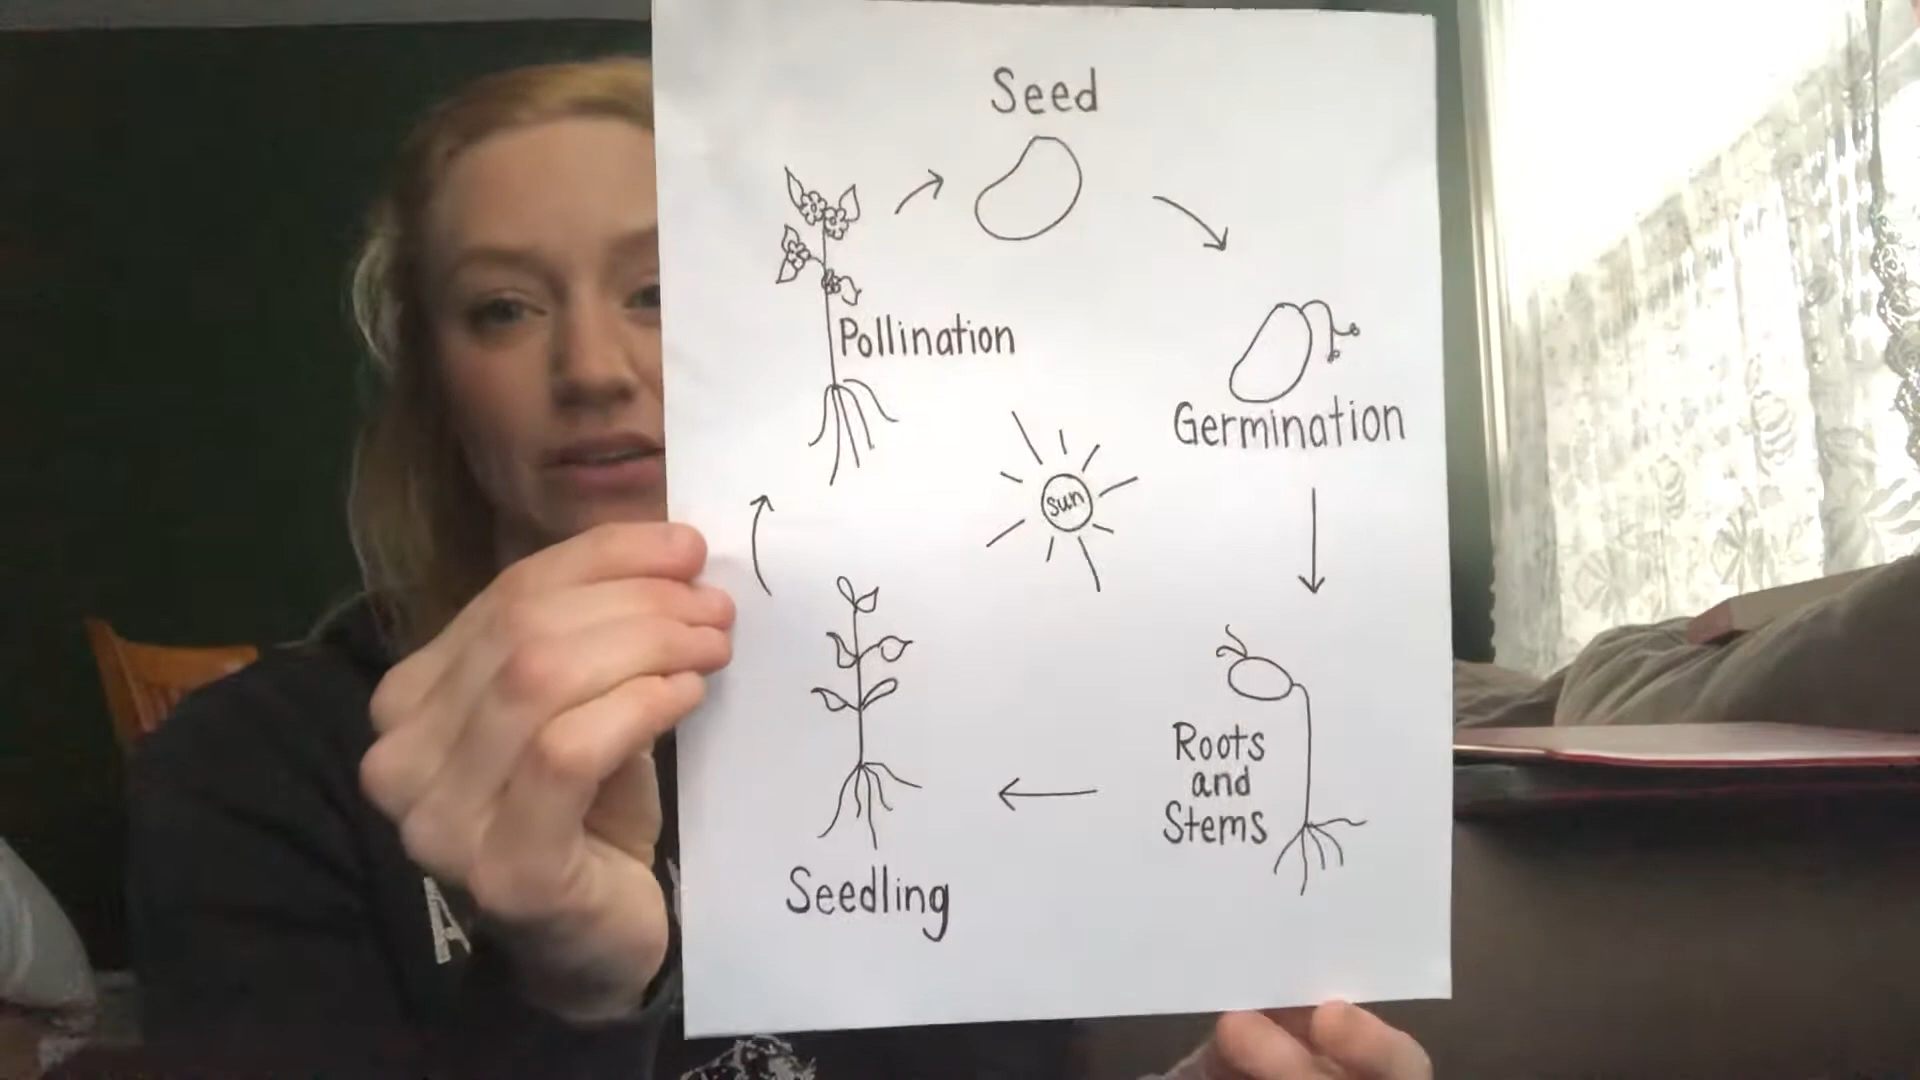 Seed
Pollination
Germination
sun
Roots
and
Stems
Seedling
A